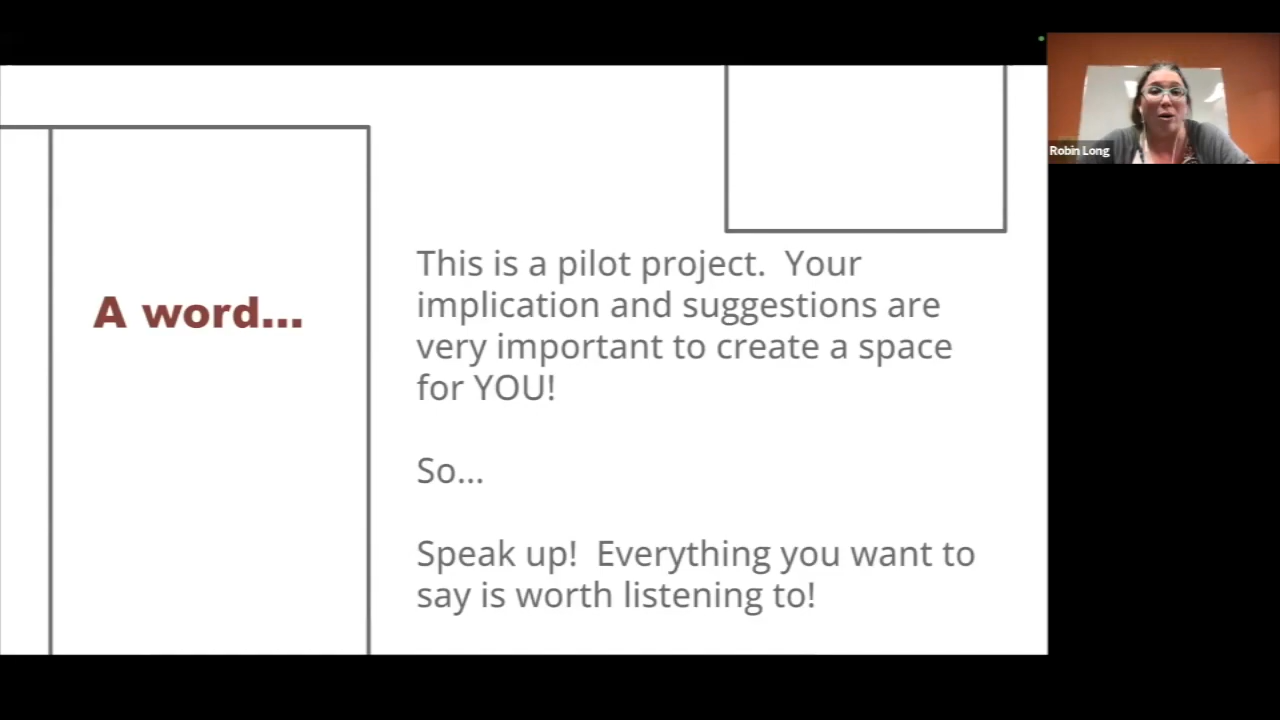 A word...
This is a pilot project.  Your
implication and suggestions are
very important to create a space
for YOU!
So...
Speak up!  Everything you want to
say is worth listening to!
Robin Long